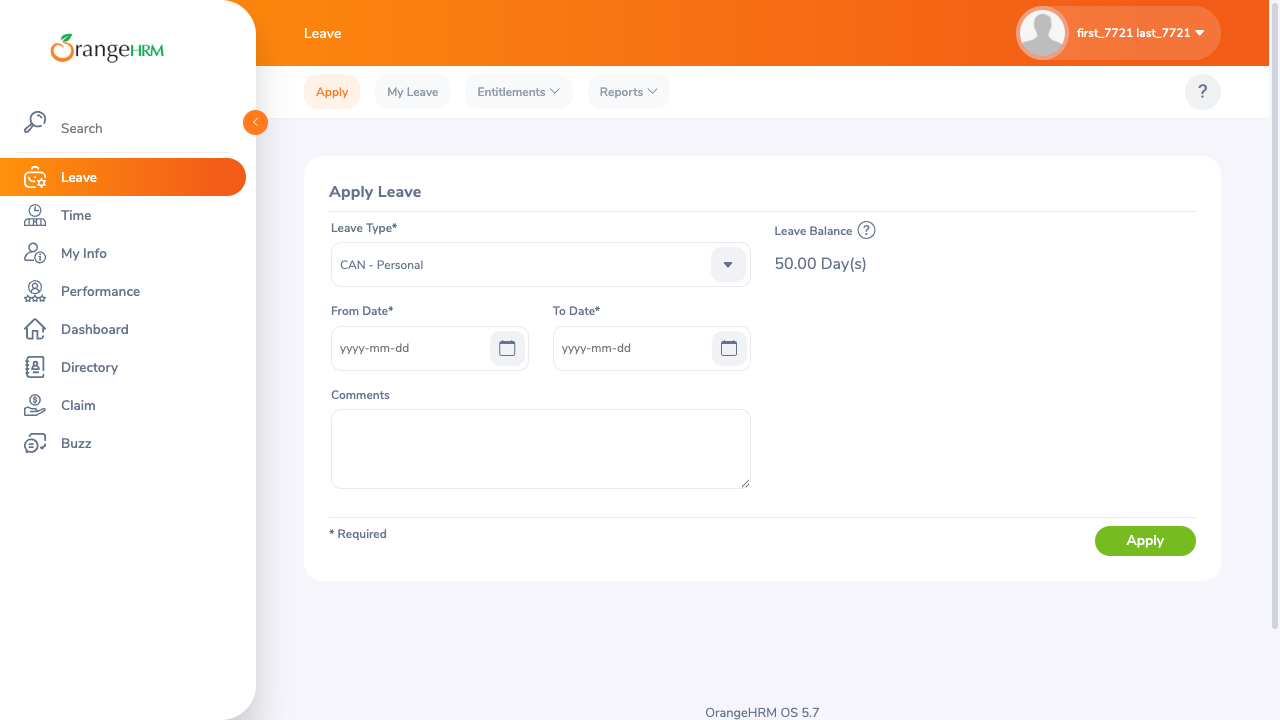 OrangeHRM
Search
Leave
Time
My Info
Performance
Dashboard
Directory
Claim
Buzz
Leave
first_7721 last_7721
Apply
My Leave
Entitlements
Reports
?
Apply Leave
Leave Type*
CAN - Personal
Leave Balance ?
50.00 Day(s)
From Date*
yyyy-mm-dd
To Date*
yyyy-mm-dd
Comments
* Required
Apply
OrangeHRM OS 5.7